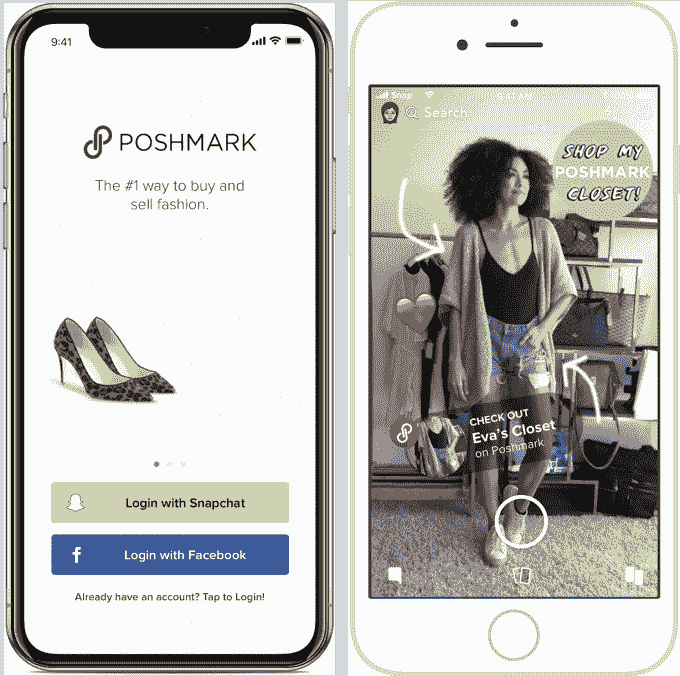 9:41
POSHMARK
The #1 way to buy and
sell fashion.
Login with Snapchat
f Login with Facebook
Already have an account? Tap to Login!
Snap
Search
SHOP MY
POSHMARK
CLOSET!
CHECK OUT
Eva's Closet
on Poshmark